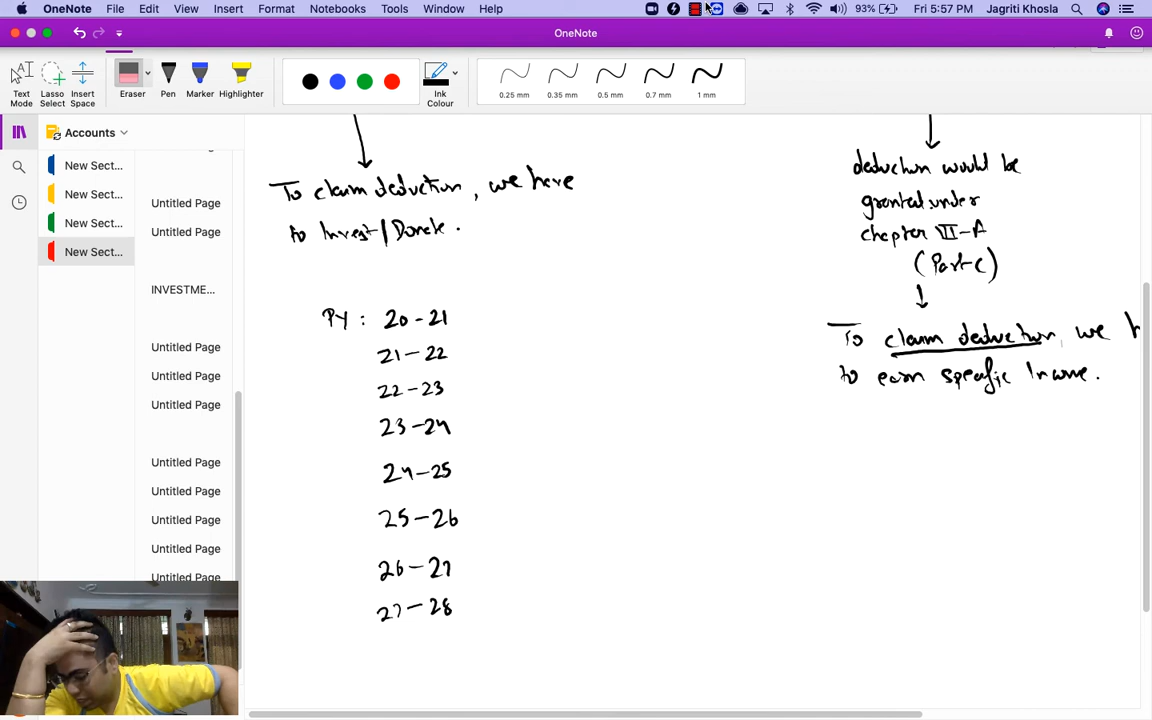 OneNote File Edit View Insert Format Notebooks Tools Window Help 93% Fri 5:57 PM Jagriti Khosla
OneNote
Text Mode
Lasso Select
Insert Space
Eraser
Pen
Marker
Highlighter
Ink Colour
0.25 mm
0.35 mm
0.5 mm
0.7 mm
1 mm
Accounts
New Sect...
New Sect...
New Sect...
New Sect...
Untitled Page
Untitled Page
INVESTME...
Untitled Page
Untitled Page
Untitled Page
Untitled Page
Untitled Page
Untitled Page
Untitled Page
Untitled Page
To claim deduction, we have
to Invest/Donate.
PY : 20-21
21-22
22-23
23-24
24-25
25-26
26-27
27-28
deduction would be
granted under
chapter VI-A
(Part-C)
To claim deduction, we h
to earn specific Income.